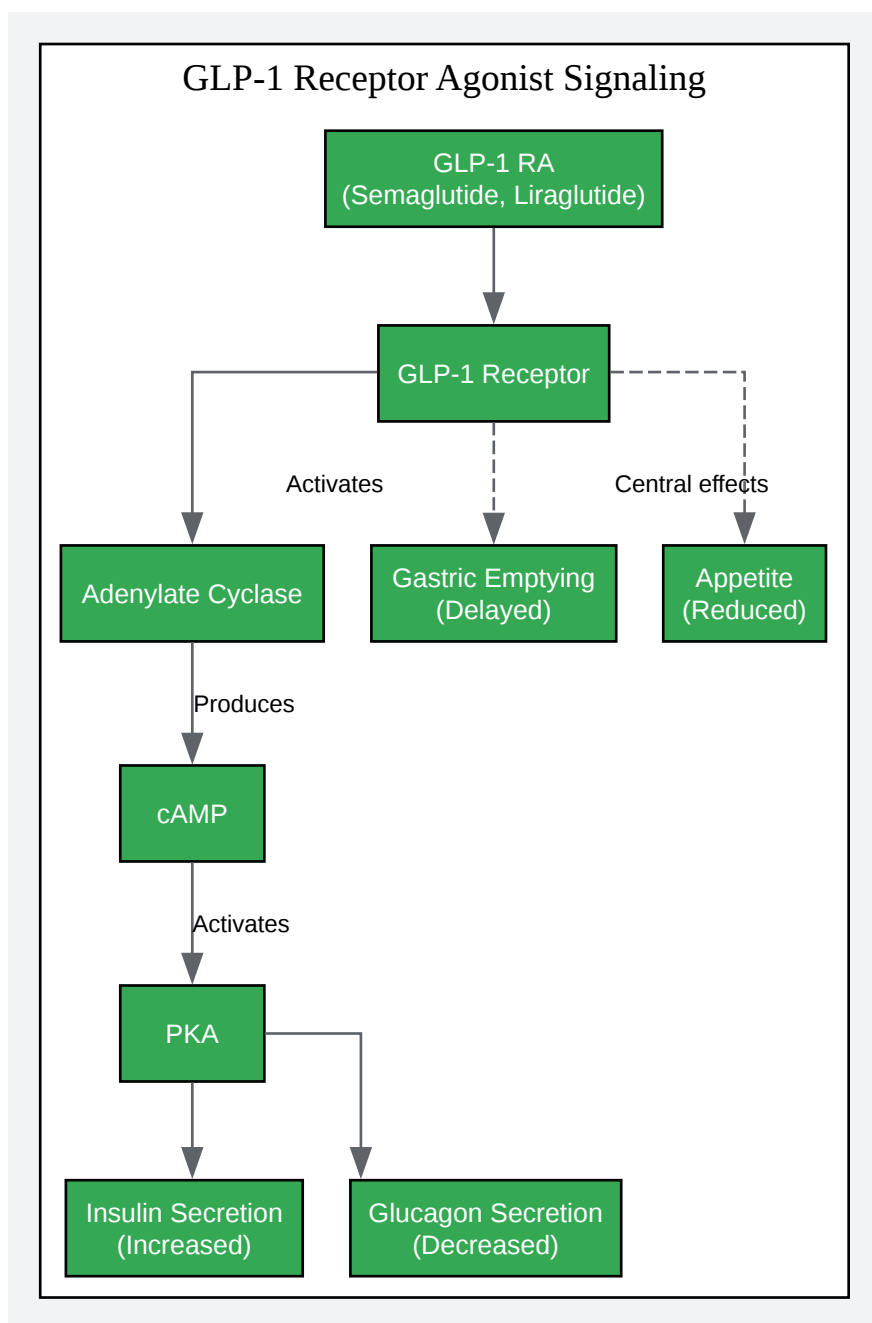 GLP-1 Receptor Agonist Signaling
GLP-1 RA
(Semaglutide, Liraglutide)
GLP-1 Receptor
Activates
Central effects
Adenylate Cyclase
Gastric Emptying
(Delayed)
Appetite
(Reduced)
Produces
cAMP
Activates
PKA
Insulin Secretion
(Increased)
Glucagon Secretion
(Decreased)